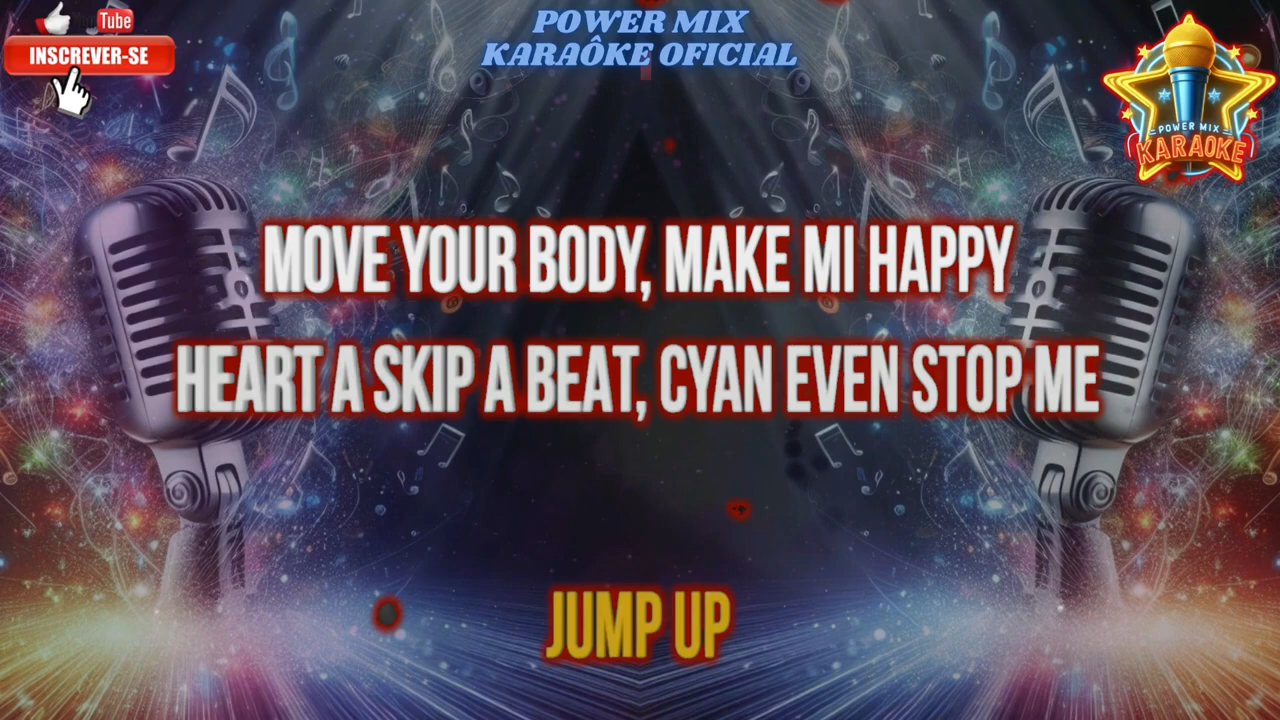 Tube
INSCREVER-SE
POWER MIX
KARAÔKE OFICIAL
POWER MIX
KARAOKE
MOVE YOUR BODY, MAKE MI HAPPY
HEART A SKIP A BEAT, CYAN EVEN STOP ME
JUMP UP